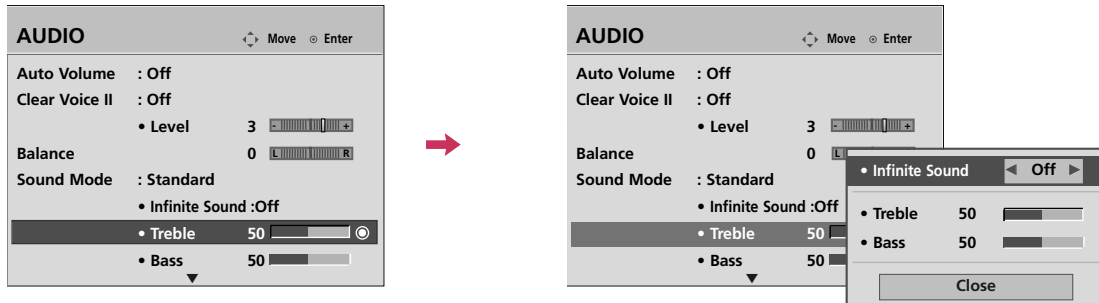 AUDIO Move Enter
Auto Volume : Off
Clear Voice II : Off
• Level 3 - +
Balance 0 L R
Sound Mode : Standard
• Infinite Sound :Off
• Treble 50
• Bass 50
AUDIO Move Enter
Auto Volume : Off
Clear Voice II : Off
• Level 3 - +
Balance 0 L
Sound Mode : Standard
• Infinite Sound :Off
• Treble 50
• Bass 50
• Infinite Sound Off
• Treble 50
• Bass 50
Close